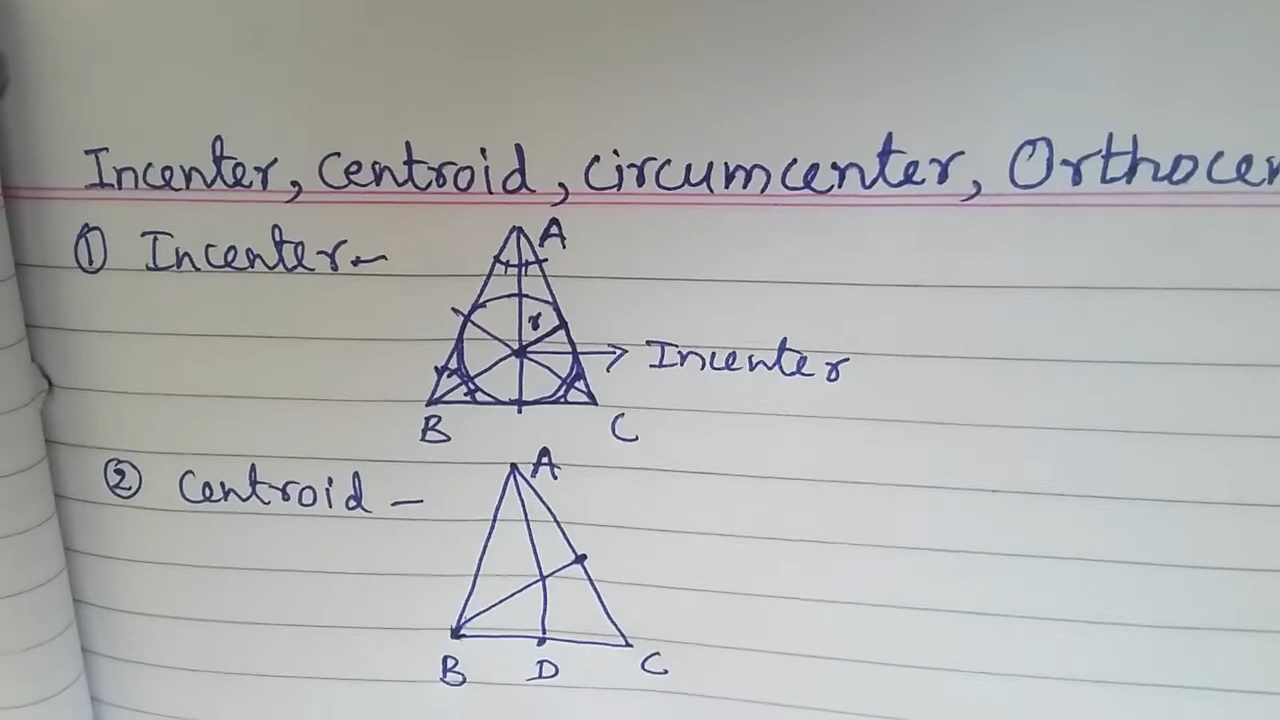 Incenter, Centroid, circumcenter, Orthocen
① Incenter -
A
r
Incenter
B C
② Centroid -
A
B D C